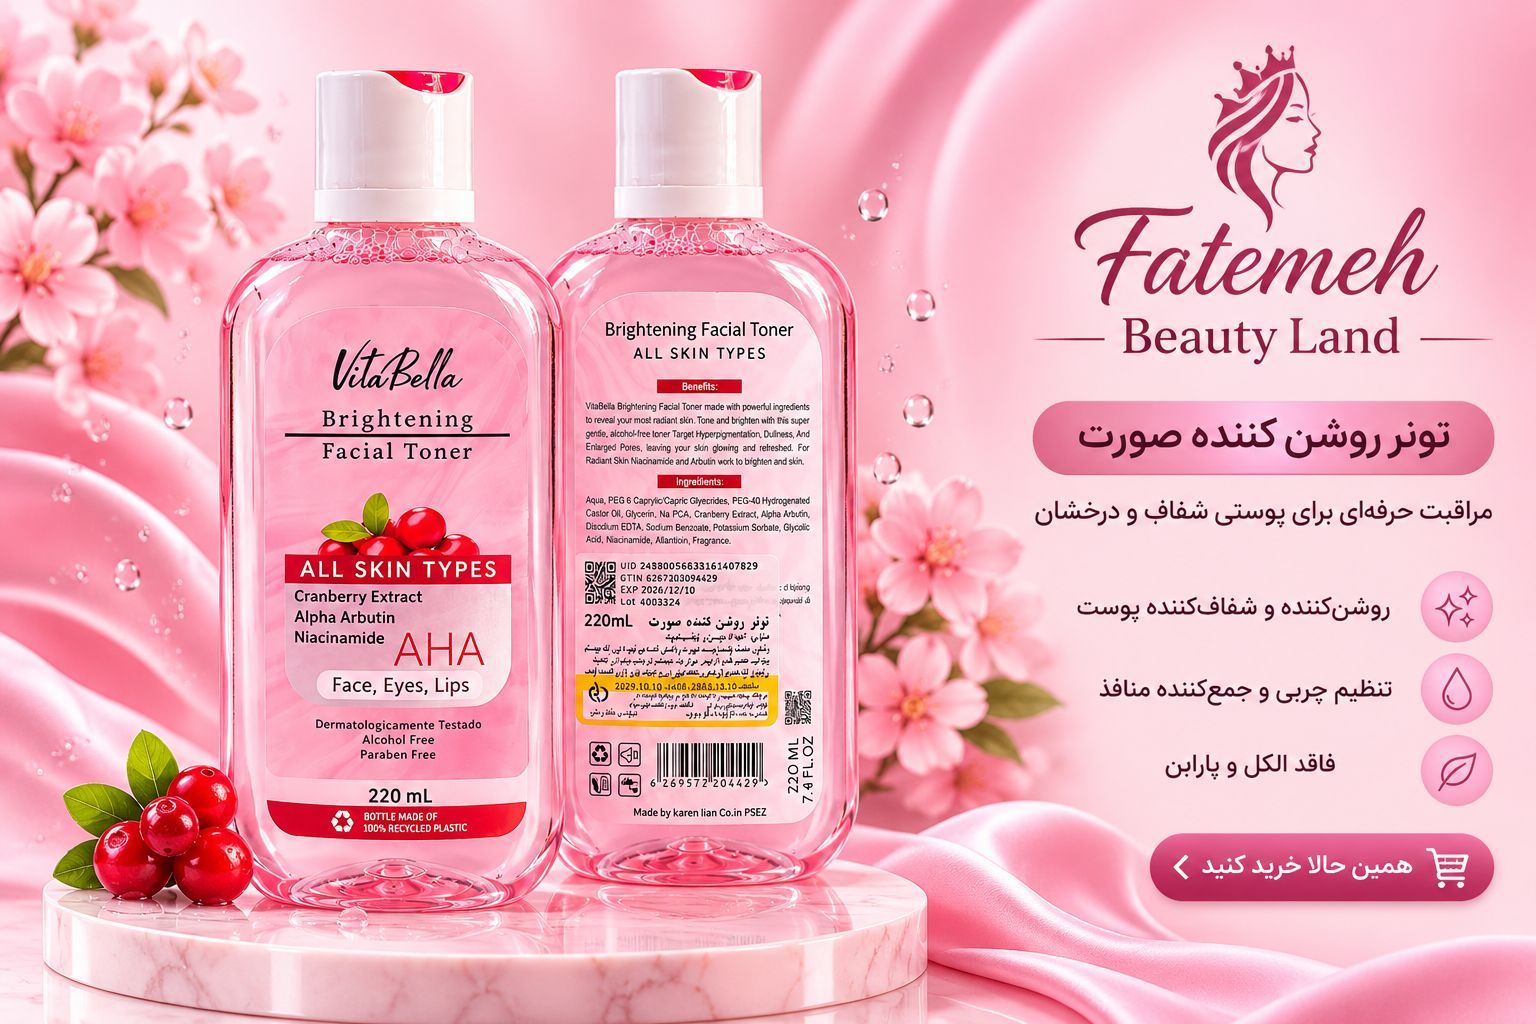 VitaBella
Brightening
Facial Toner
ALL SKIN TYPES
Cranberry Extract
Alpha Arbutin
Niacinamide
AHA
Face, Eyes, Lips
Dermatologicamente Testado
Alcohol Free
Paraben Free
220 mL
BOTTLE MADE OF
100% RECYCLED PLASTIC
Brightening Facial Toner
ALL SKIN TYPES
Benefits:
VitaBella Brightening Facial Toner made with powerful ingredients
to reveal your most radiant skin. Tone and brighten with this super
gentle, alcohol-free toner Target Hyperpigmentation, Dullness, And
Enlarged Pores, leaving your skin glowing and refreshed. For
Radiant Skin Niacinamide and Arbutin work to brighten and skin.
Ingredients:
Aqua, PEG 6 Caprylic/Capric Glycerides, PEG-40 Hydrogenated
Castor Oil, Glycerin, Na PCA, Cranberry Extract, Alpha Arbutin,
Disodium EDTA, Sodium Benzoate, Potassium Sorbate, Glycolic
Acid, Niacinamide, Allantioin, Fragrance.
UID 24880056633161407829
GTIN 6267203094429
EXP 2026/12/10
Lot 4003324
220mL تونر روشن کننده صورت
6 269572 204429
220 ML
7.4 FL.OZ
Made by karen lian Co.in PSEZ
Fatemeh
Beauty Land
تونر روشن کننده صورت
مراقبت حرفه‌ای برای پوستی شفاف و درخشان
روشن‌کننده و شفاف‌کننده پوست
تنظیم چربی و جمع‌کننده منافذ
فاقد الکل و پارابن
همین حالا خرید کنید